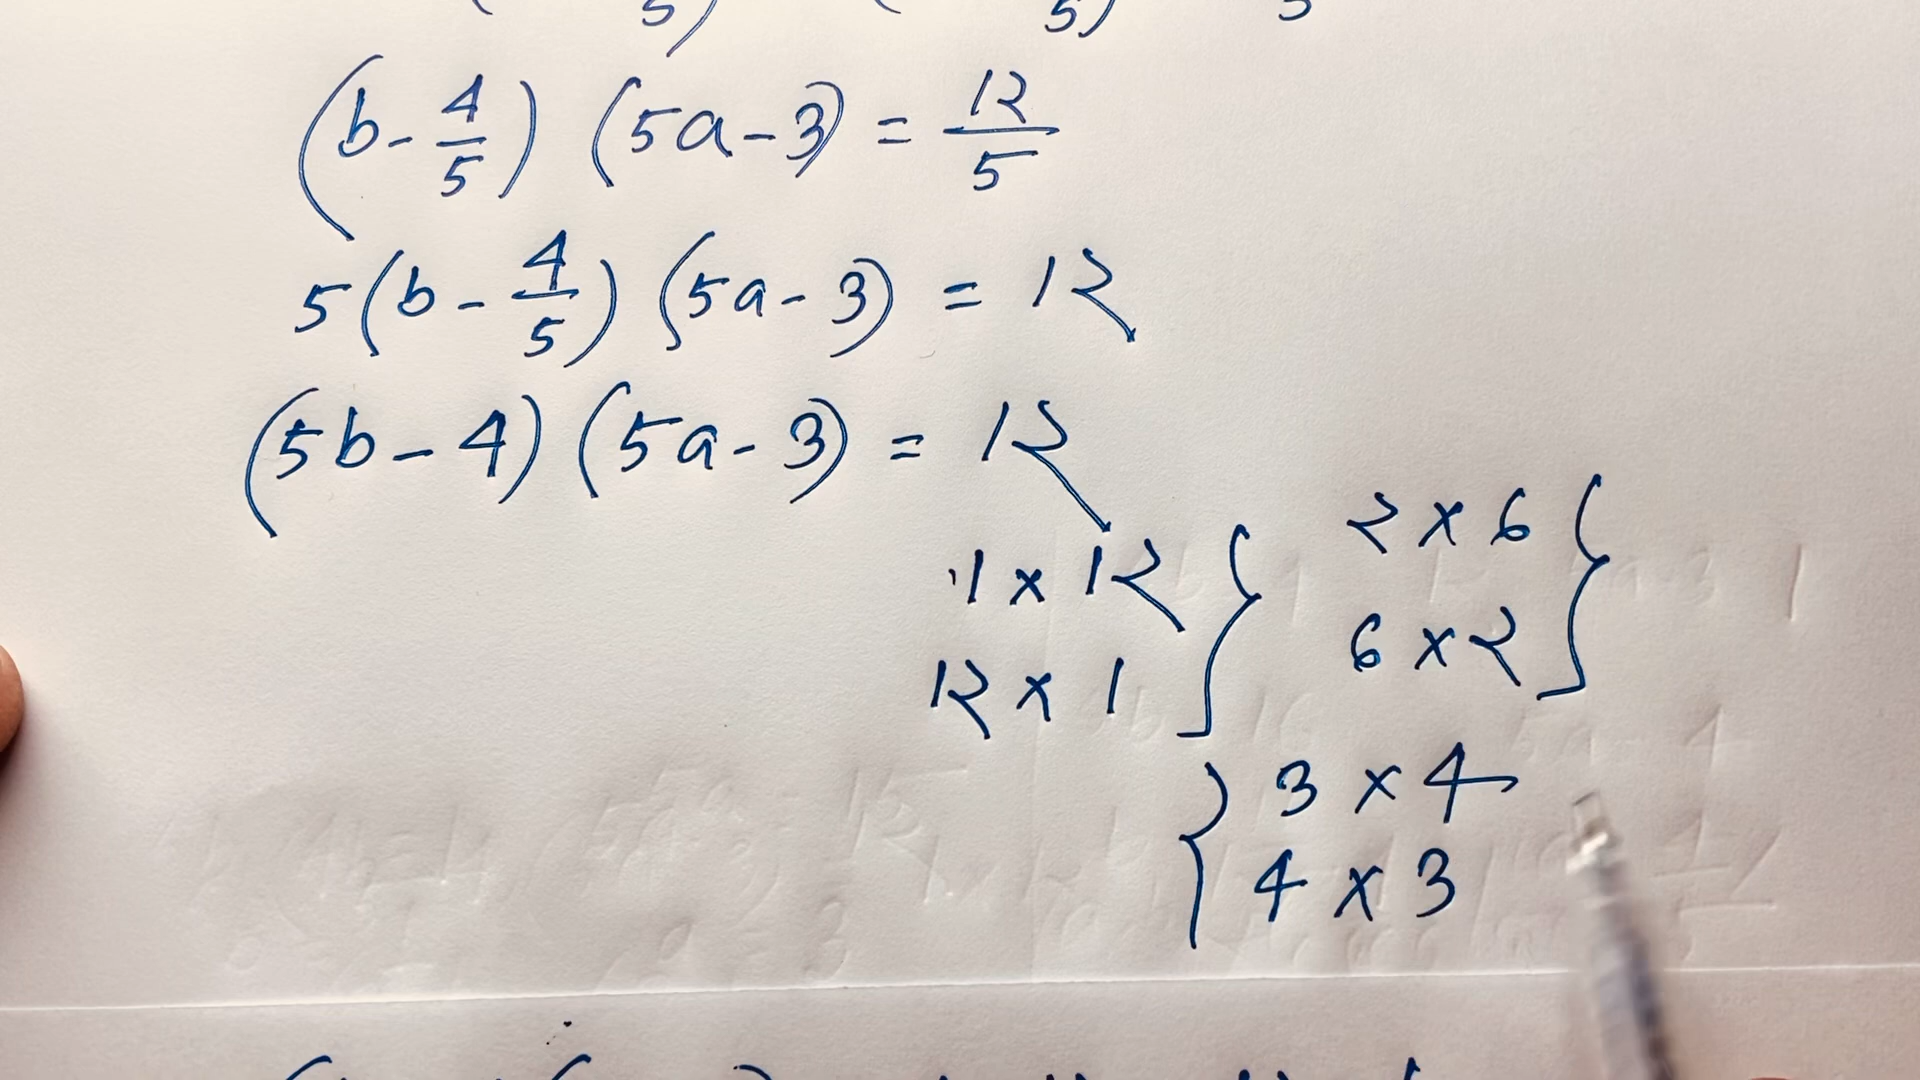 (b - 4/5) (5a - 3) = 12/5
5(b - 4/5) (5a - 3) = 12
(5b - 4) (5a - 3) = 12
1 x 12 }
12 x 1
2 x 6 }
6 x 2
{ 3 x 4
4 x 3